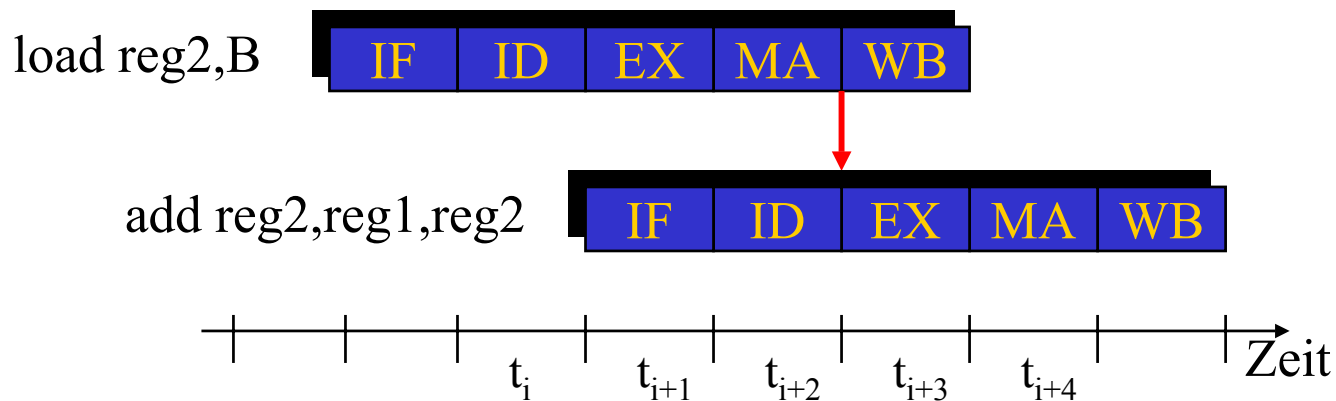 load reg2,B IF ID EX MA WB
add reg2,reg1,reg2 IF ID EX MA WB
Zeit
tᵢ tᵢ₊₁ tᵢ₊₂ tᵢ₊₃ tᵢ₊₄